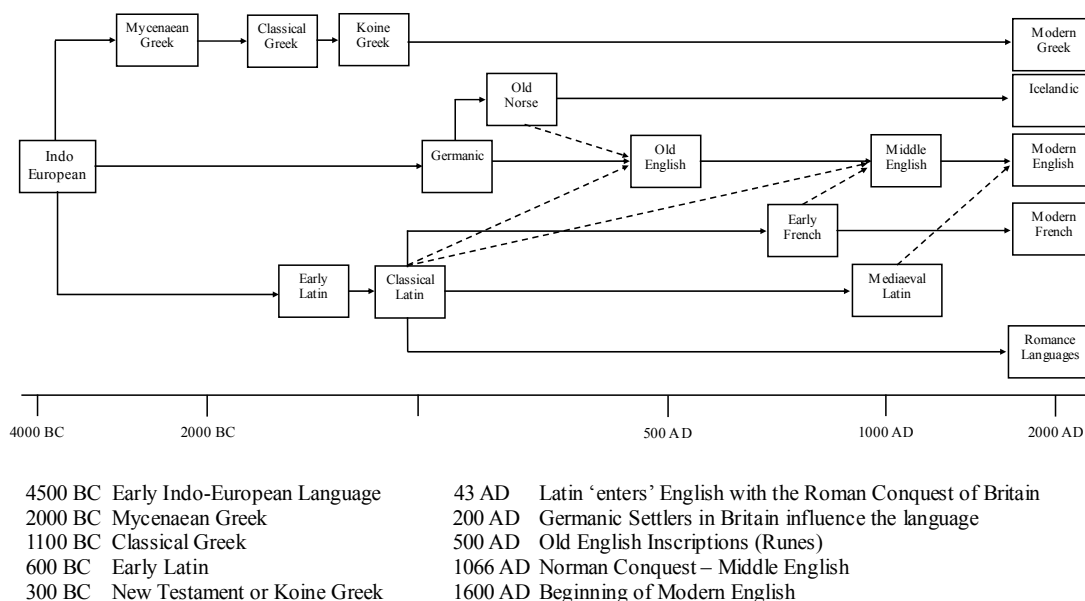 Mycenaean
Greek
Classical
Greek
Koine
Greek
Modern
Greek
Old
Norse
Icelandic
Indo
European
Germanic
Old
English
Middle
English
Modern
English
Early
French
Modern
French
Early
Latin
Classical
Latin
Mediaeval
Latin
Romance
Languages
4000 BC
2000 BC
500 AD
1000 AD
2000 AD
4500 BC Early Indo-European Language
2000 BC Mycenaean Greek
1100 BC Classical Greek
600 BC Early Latin
300 BC New Testament or Koine Greek
43 AD Latin ‘enters’ English with the Roman Conquest of Britain
200 AD Germanic Settlers in Britain influence the language
500 AD Old English Inscriptions (Runes)
1066 AD Norman Conquest – Middle English
1600 AD Beginning of Modern English